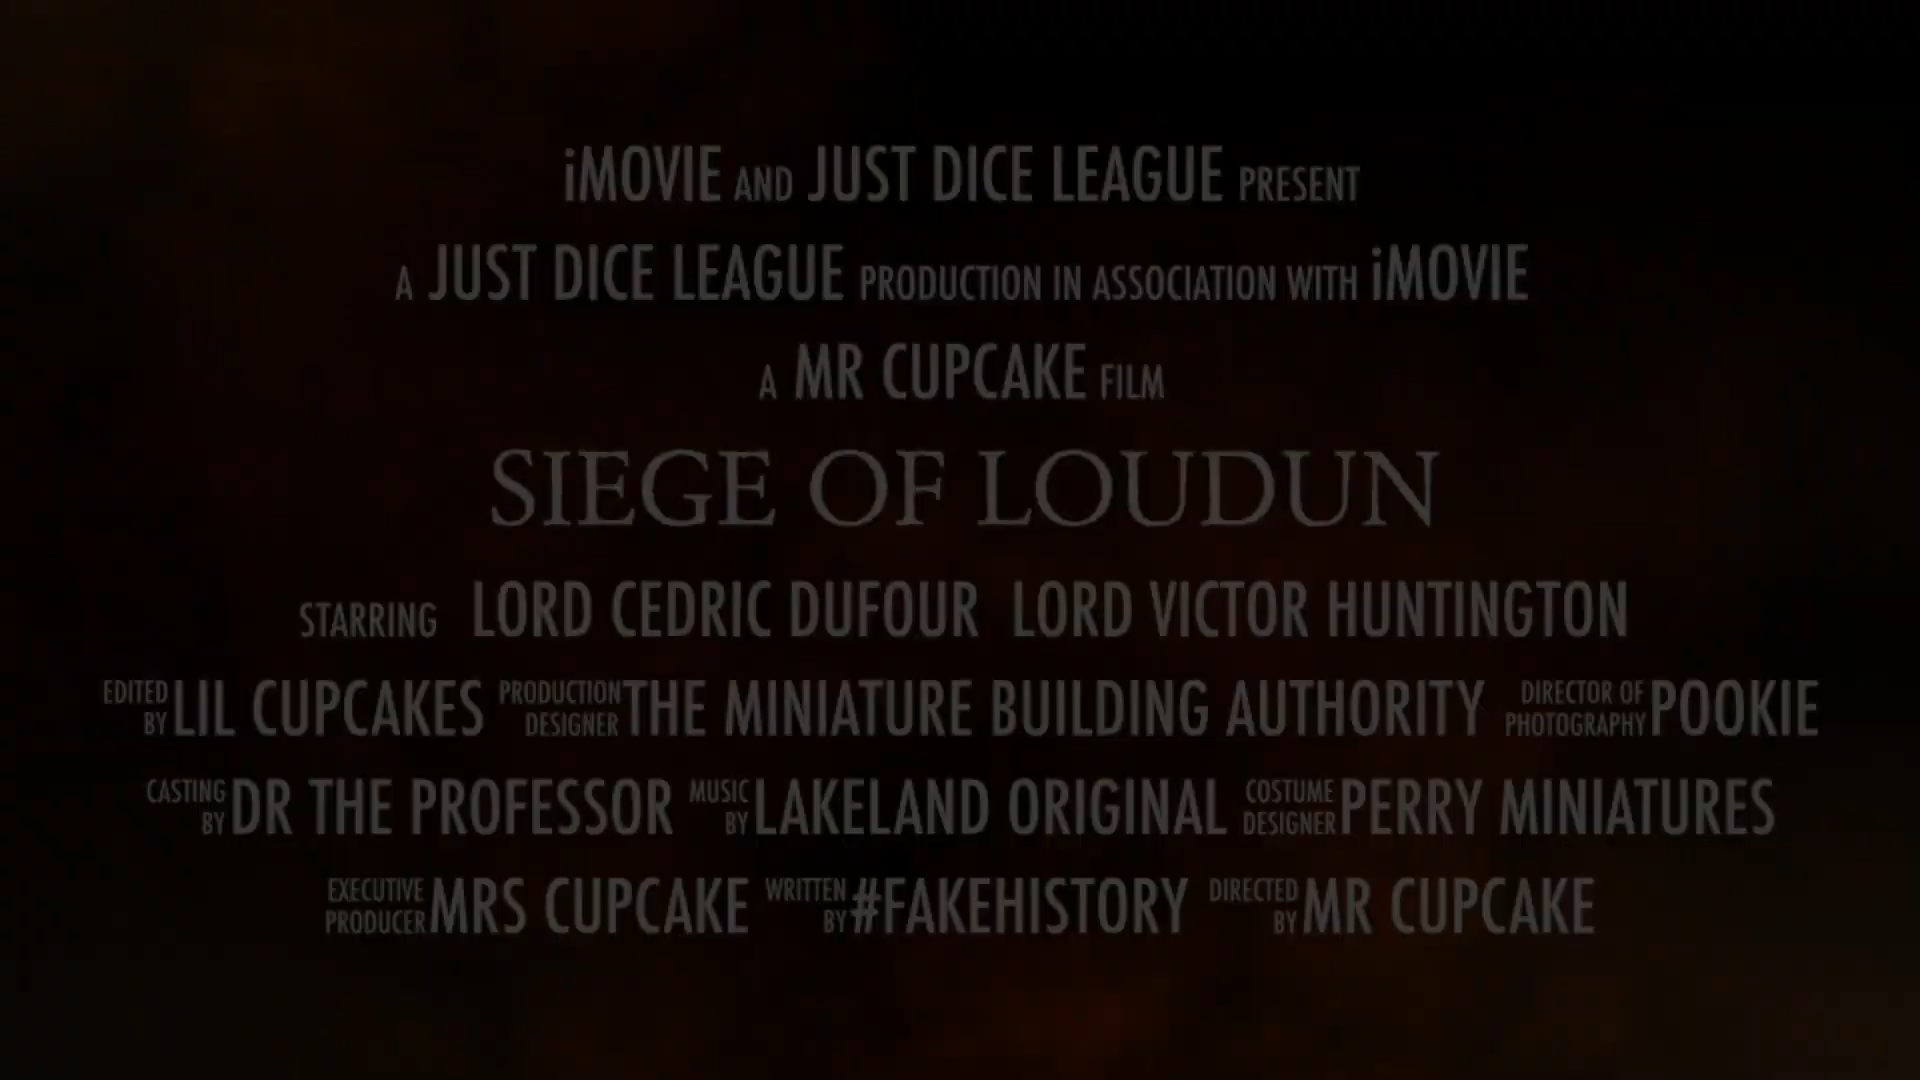 iMOVIE AND JUST DICE LEAGUE PRESENT
A JUST DICE LEAGUE PRODUCTION IN ASSOCIATION WITH iMOVIE
A MR CUPCAKE FILM
SIEGE OF LOUDUN
STARRING LORD CEDRIC DUFOUR LORD VICTOR HUNTINGTON
EDITED BY LIL CUPCAKES PRODUCTION DESIGNER THE MINIATURE BUILDING AUTHORITY DIRECTOR OF PHOTOGRAPHY POOKIE
CASTING BY DR THE PROFESSOR MUSIC BY LAKELAND ORIGINAL COSTUME DESIGNER PERRY MINIATURES
EXECUTIVE PRODUCER MRS CUPCAKE WRITTEN BY #FAKEHISTORY DIRECTED BY MR CUPCAKE